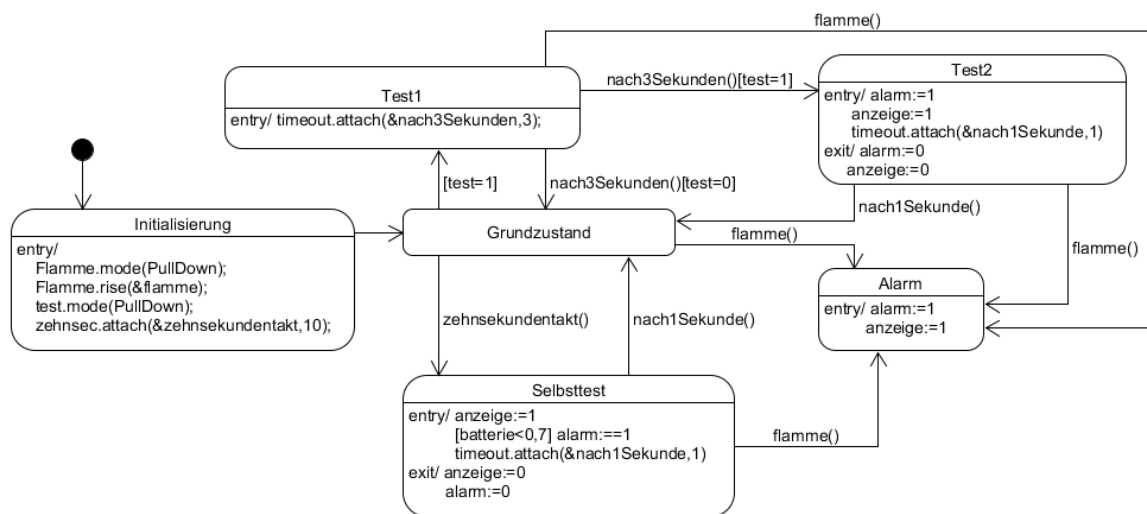 flamme()
Test1
entry/ timeout.attach(&nach3Sekunden,3);
nach3Sekunden()[test=1]
Test2
entry/ alarm:=1
anzeige:=1
timeout.attach(&nach1Sekunde,1)
exit/ alarm:=0
anzeige:=0
[test=1]
nach3Sekunden()[test=0]
nach1Sekunde()
Initialisierung
entry/
Flamme.mode(PullDown);
Flamme.rise(&flamme);
test.mode(PullDown);
zehnsec.attach(&zehnsekundentakt,10);
Grundzustand
flamme()
flamme()
Alarm
entry/ alarm:=1
anzeige:=1
zehnsekundentakt()
nach1Sekunde()
Selbsttest
entry/ anzeige:=1
[batterie<0,7] alarm:==1
timeout.attach(&nach1Sekunde,1)
exit/ anzeige:=0
alarm:=0
flamme()